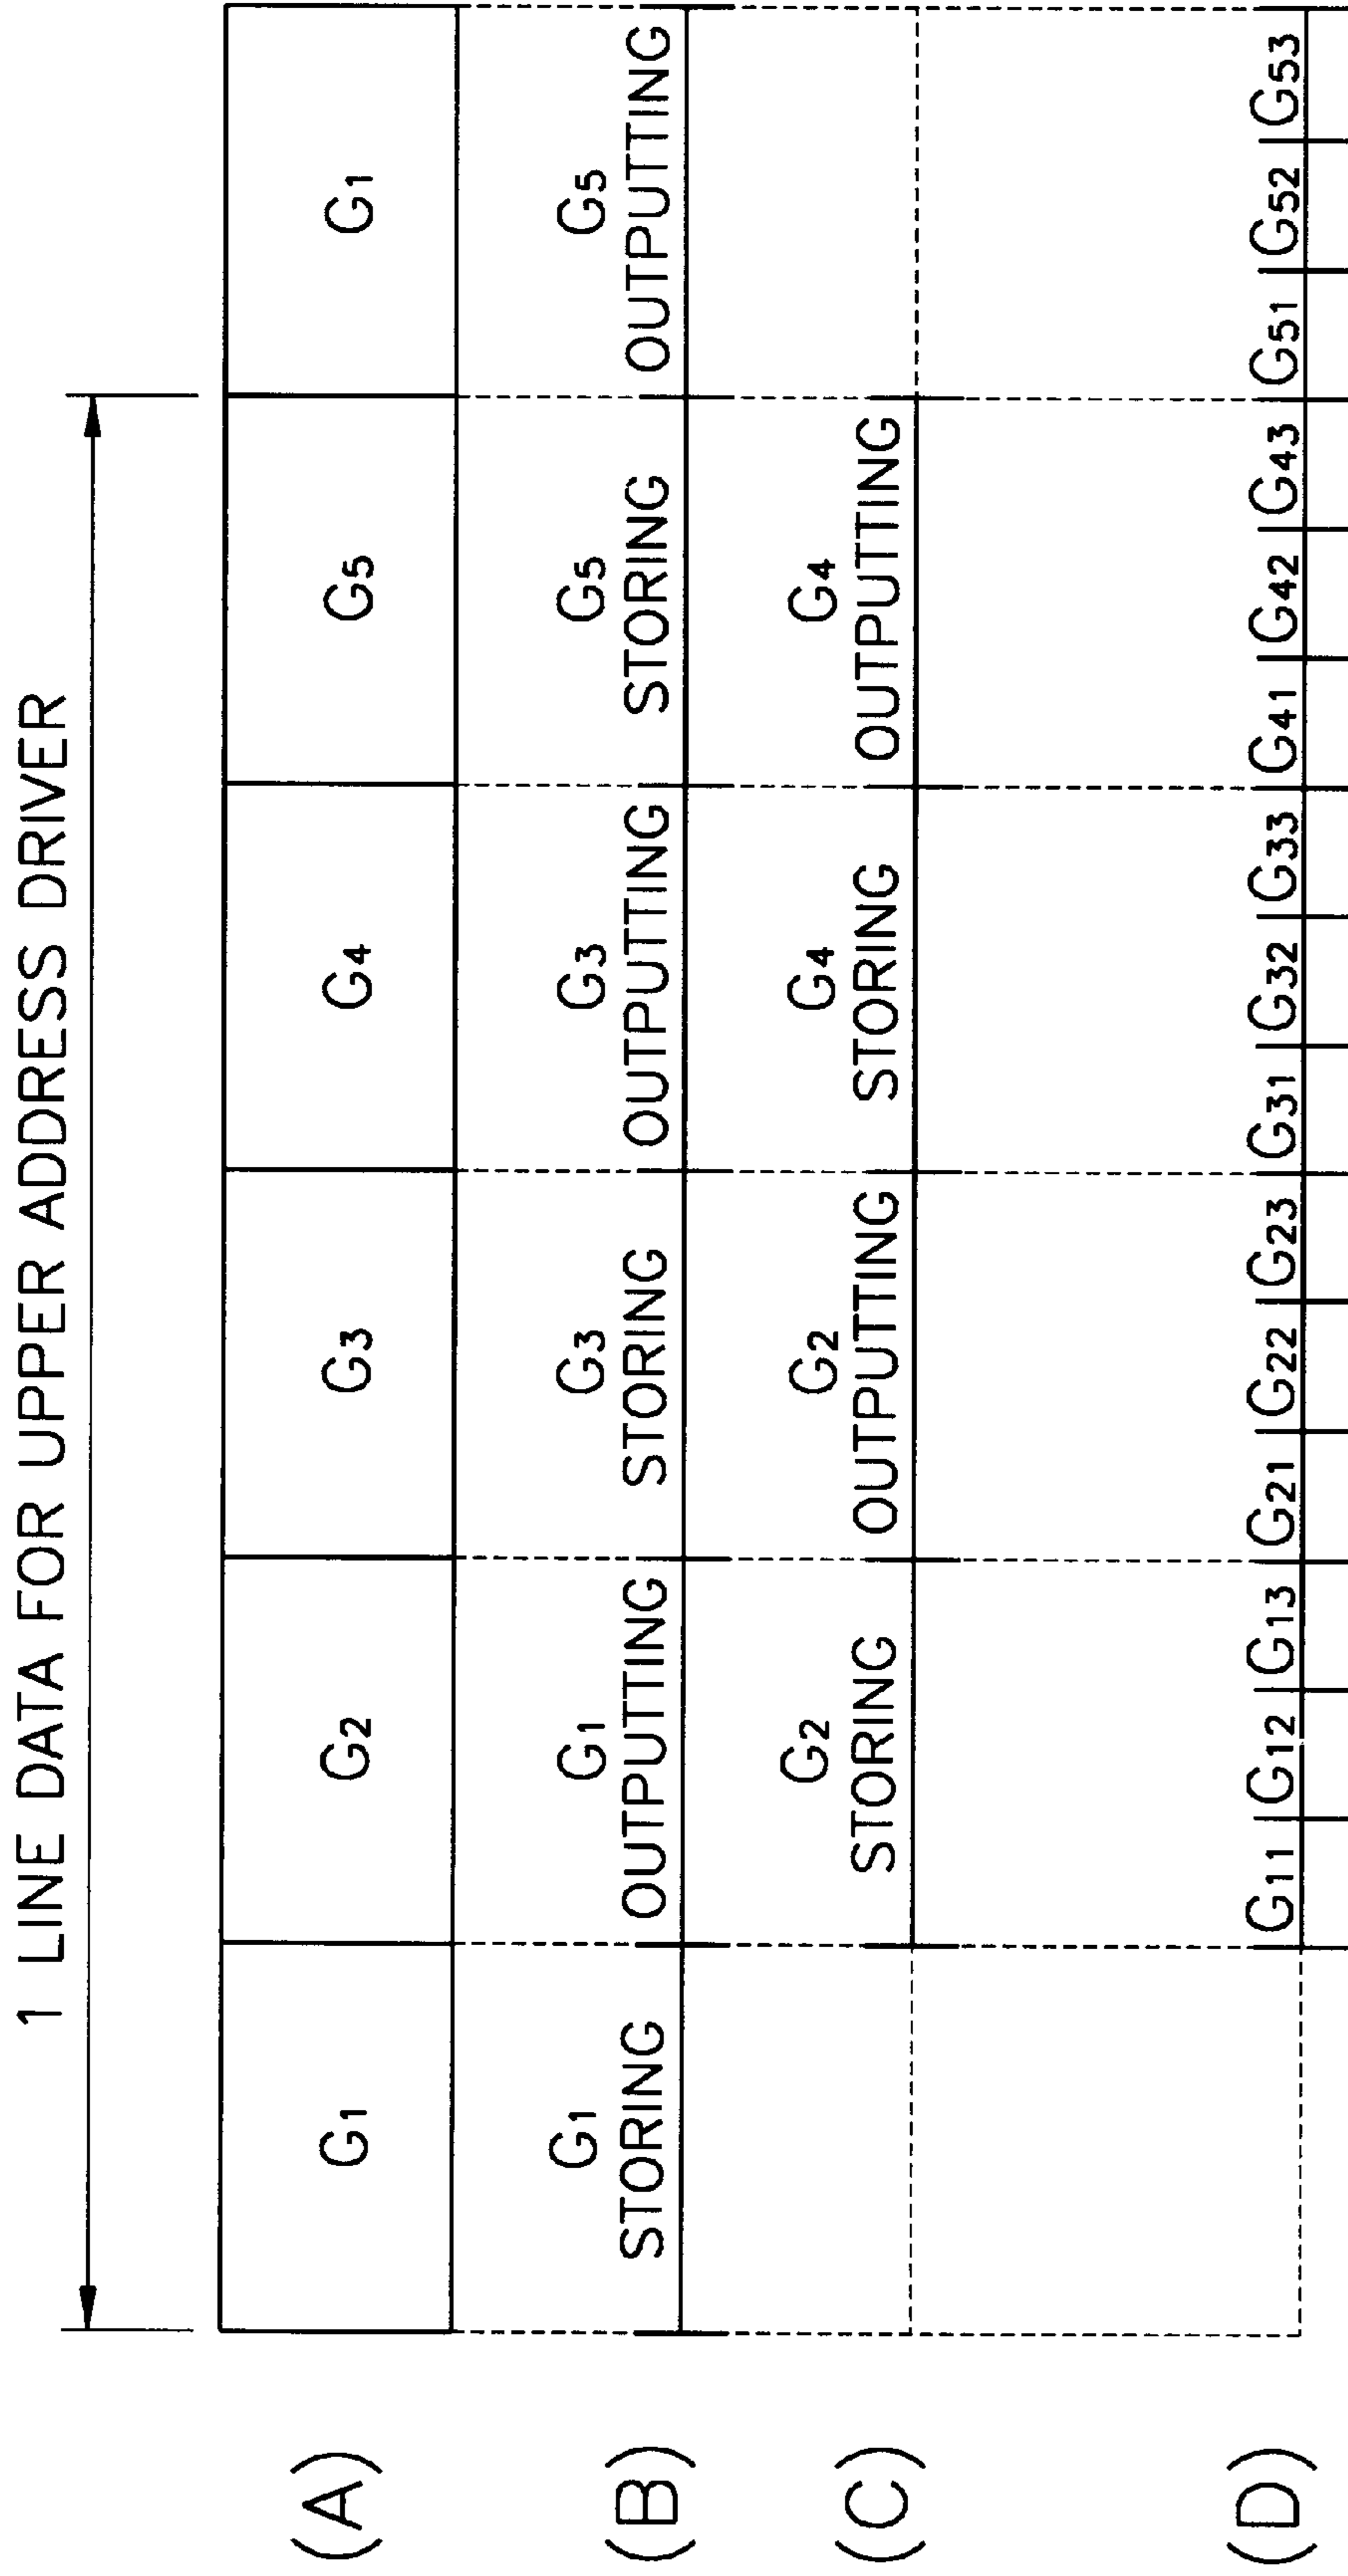 1 LINE DATA FOR UPPER ADDRESS DRIVER
(A) G1 G2 G3 G4 G5 G1
(B) G1 STORING G1 OUTPUTTING G3 STORING G3 OUTPUTTING G5 STORING G5 OUTPUTTING
(C) G2 STORING G2 OUTPUTTING G4 STORING G4 OUTPUTTING
(D) G11 G12 G13 G21 G22 G23 G31 G32 G33 G41 G42 G43 G51 G52 G53